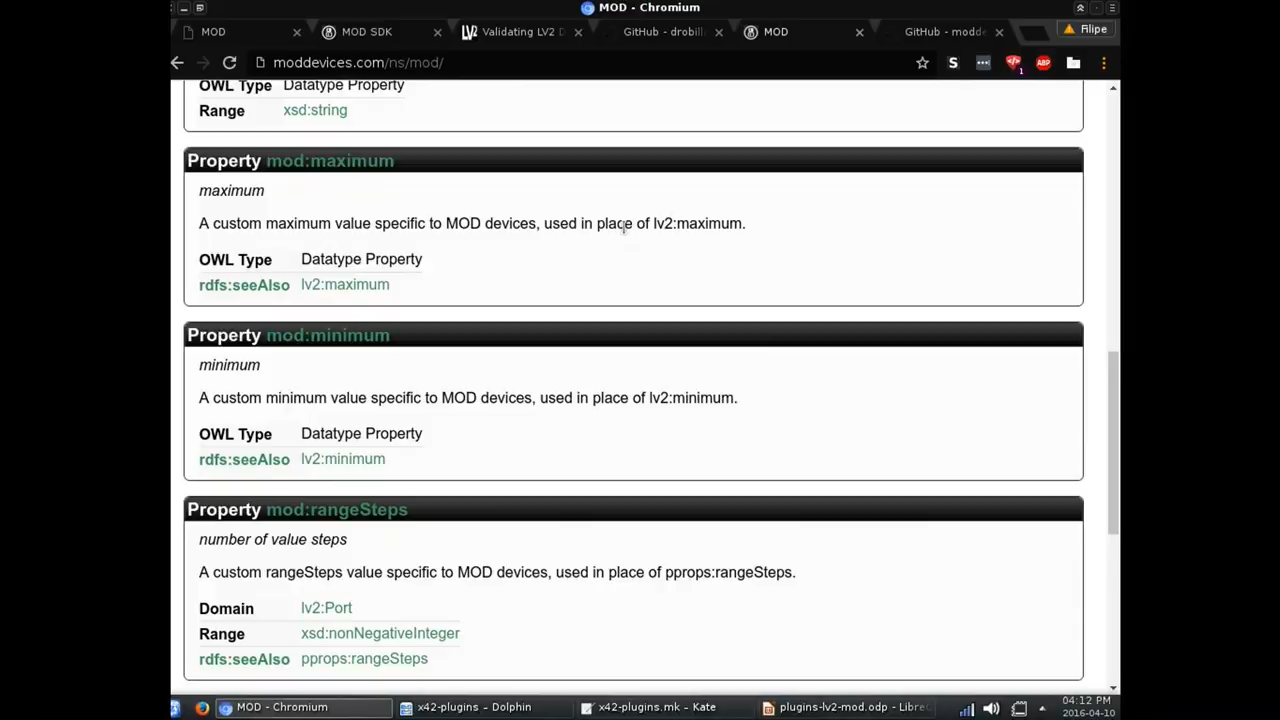 MOD - Chromium
MOD
MOD SDK
Validating LV2 D
GitHub - drobill
MOD
GitHub - modde
Filipe
moddevices.com/ns/mod/
S
1
ABP
OWL Type Datatype Property
Range xsd:string
Property mod:maximum
maximum
A custom maximum value specific to MOD devices, used in place of lv2:maximum.
OWL Type Datatype Property
rdfs:seeAlso lv2:maximum
Property mod:minimum
minimum
A custom minimum value specific to MOD devices, used in place of lv2:minimum.
OWL Type Datatype Property
rdfs:seeAlso lv2:minimum
Property mod:rangeSteps
number of value steps
A custom rangeSteps value specific to MOD devices, used in place of pprops:rangeSteps.
Domain lv2:Port
Range xsd:nonNegativeInteger
rdfs:seeAlso pprops:rangeSteps
MOD - Chromium
x42-plugins - Dolphin
x42-plugins.mk - Kate
plugins-lv2-mod.odp - Libre
04:12 PM
2016-04-10